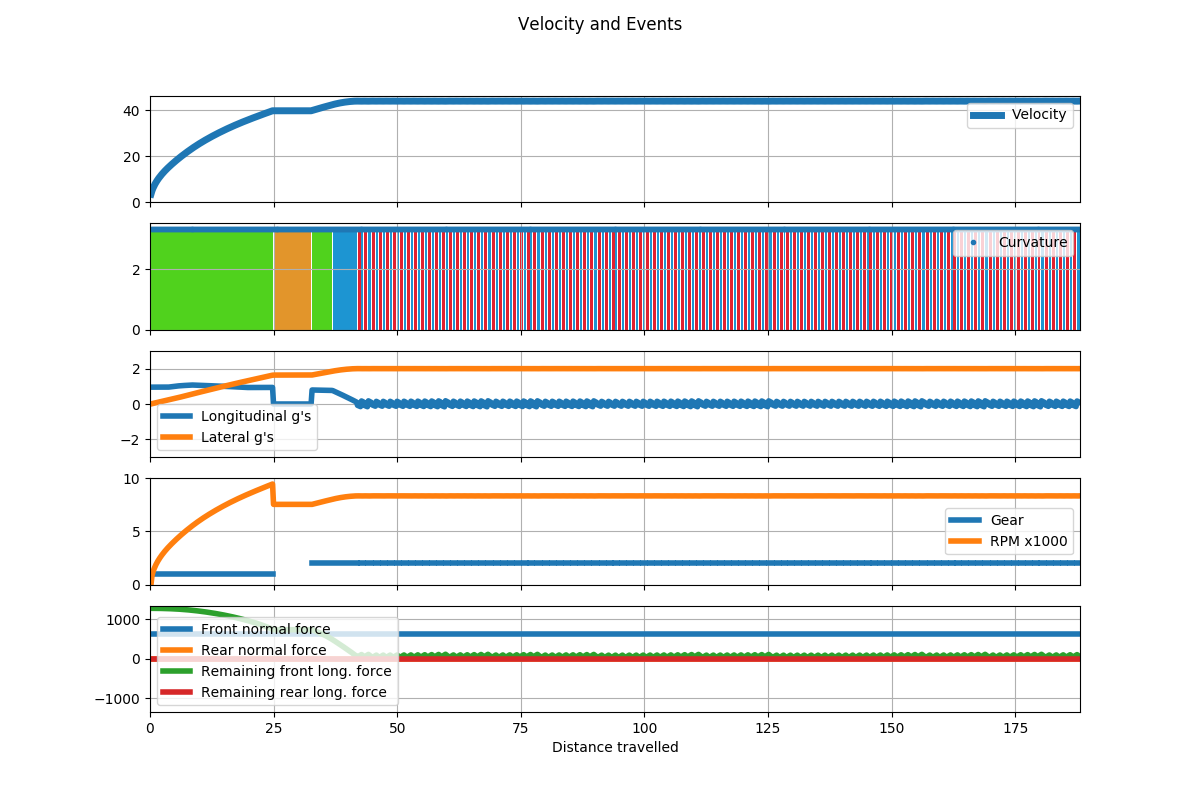 Velocity and Events
40
20
0
Velocity
2
0
Curvature
2
0
−2
Longitudinal g's
Lateral g's
10
5
0
Gear
RPM x1000
1000
0
−1000
Front normal force
Rear normal force
Remaining front long. force
Remaining rear long. force
0 25 50 75 100 125 150 175
Distance travelled